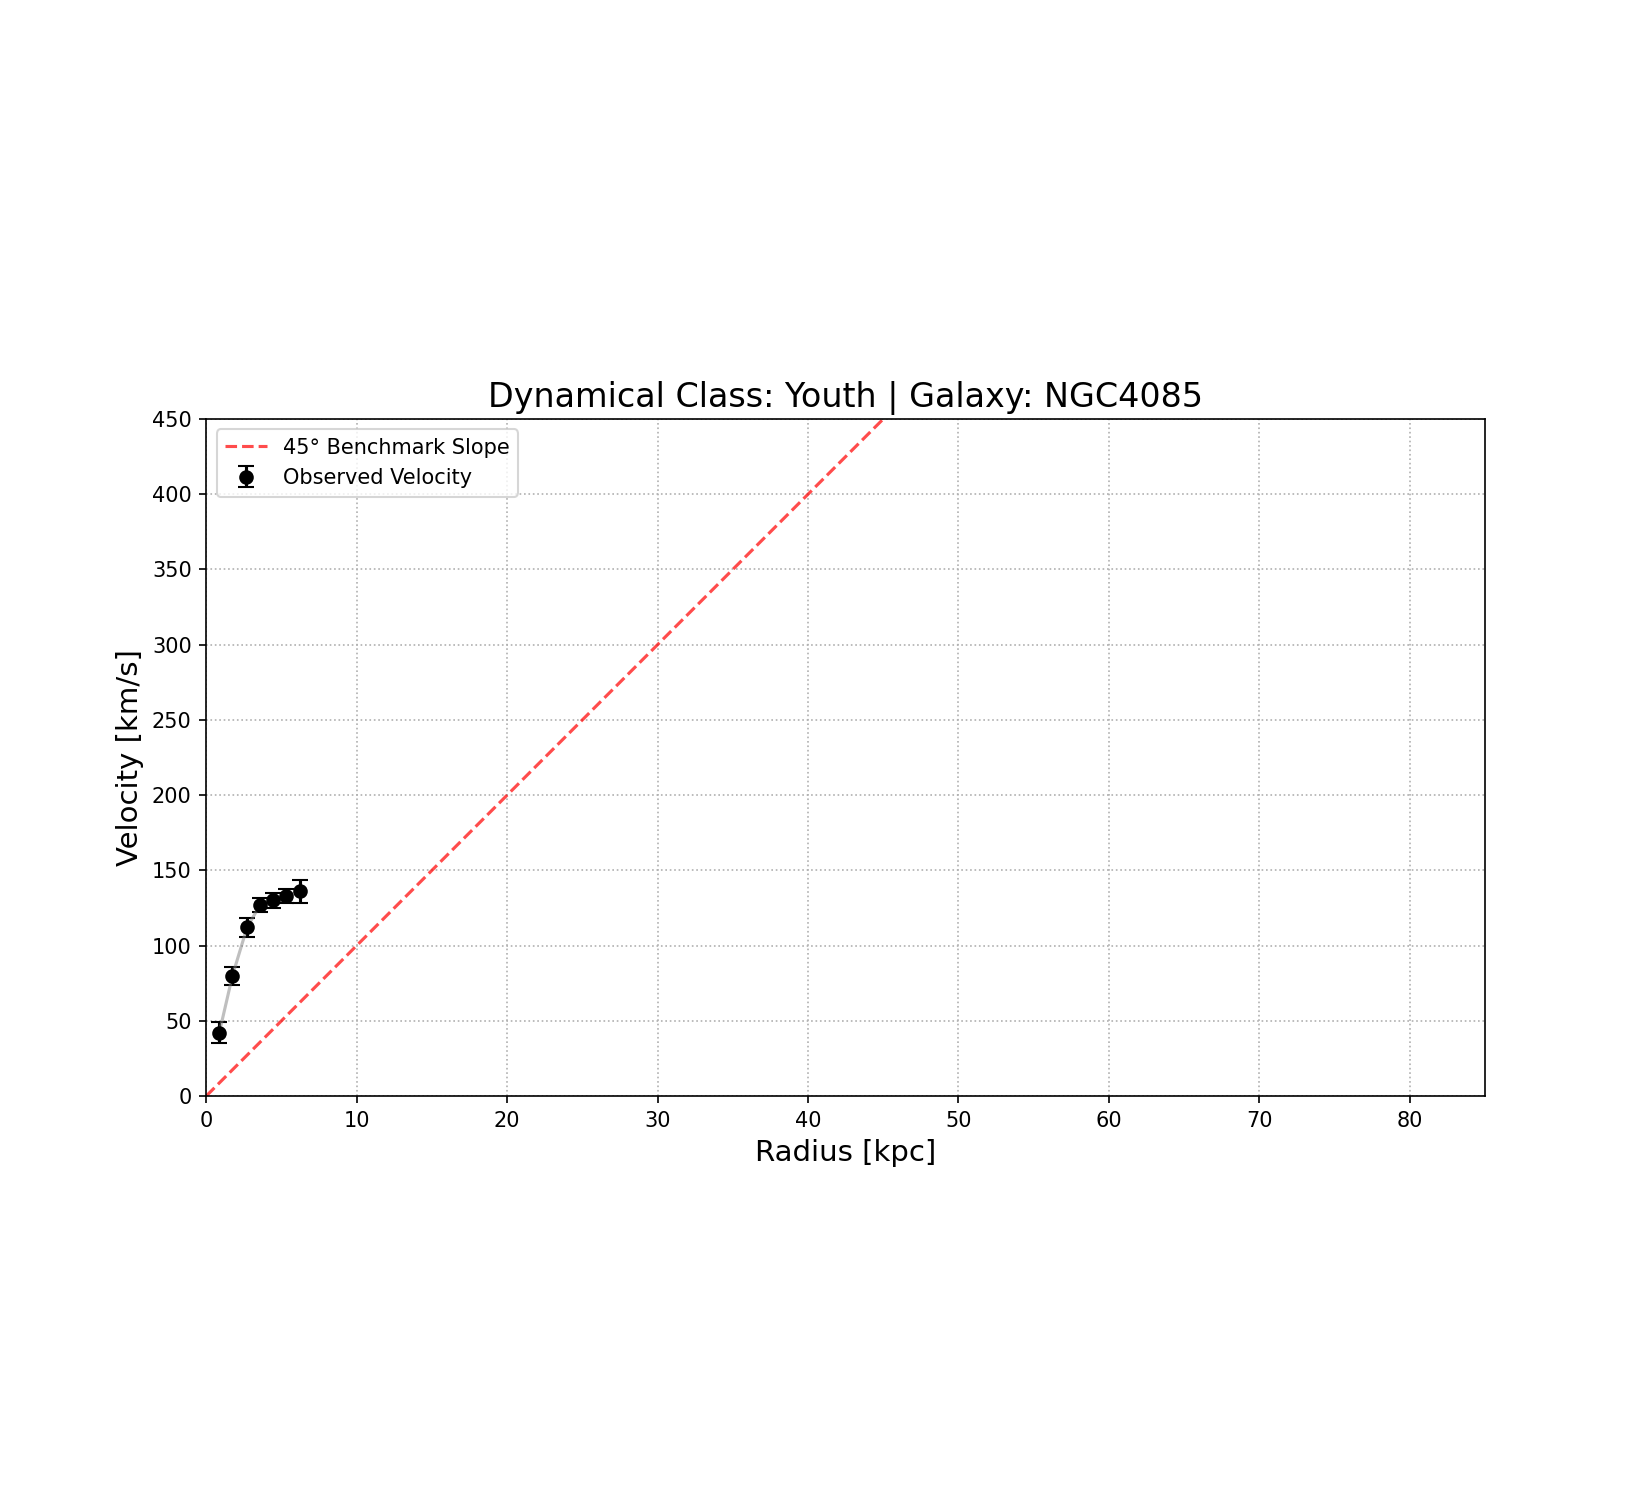 Dynamical Class: Youth | Galaxy: NGC4085
45° Benchmark Slope
Observed Velocity
450
400
350
300
250
200
150
100
50
0
Velocity [km/s]
0 10 20 30 40 50 60 70 80
Radius [kpc]